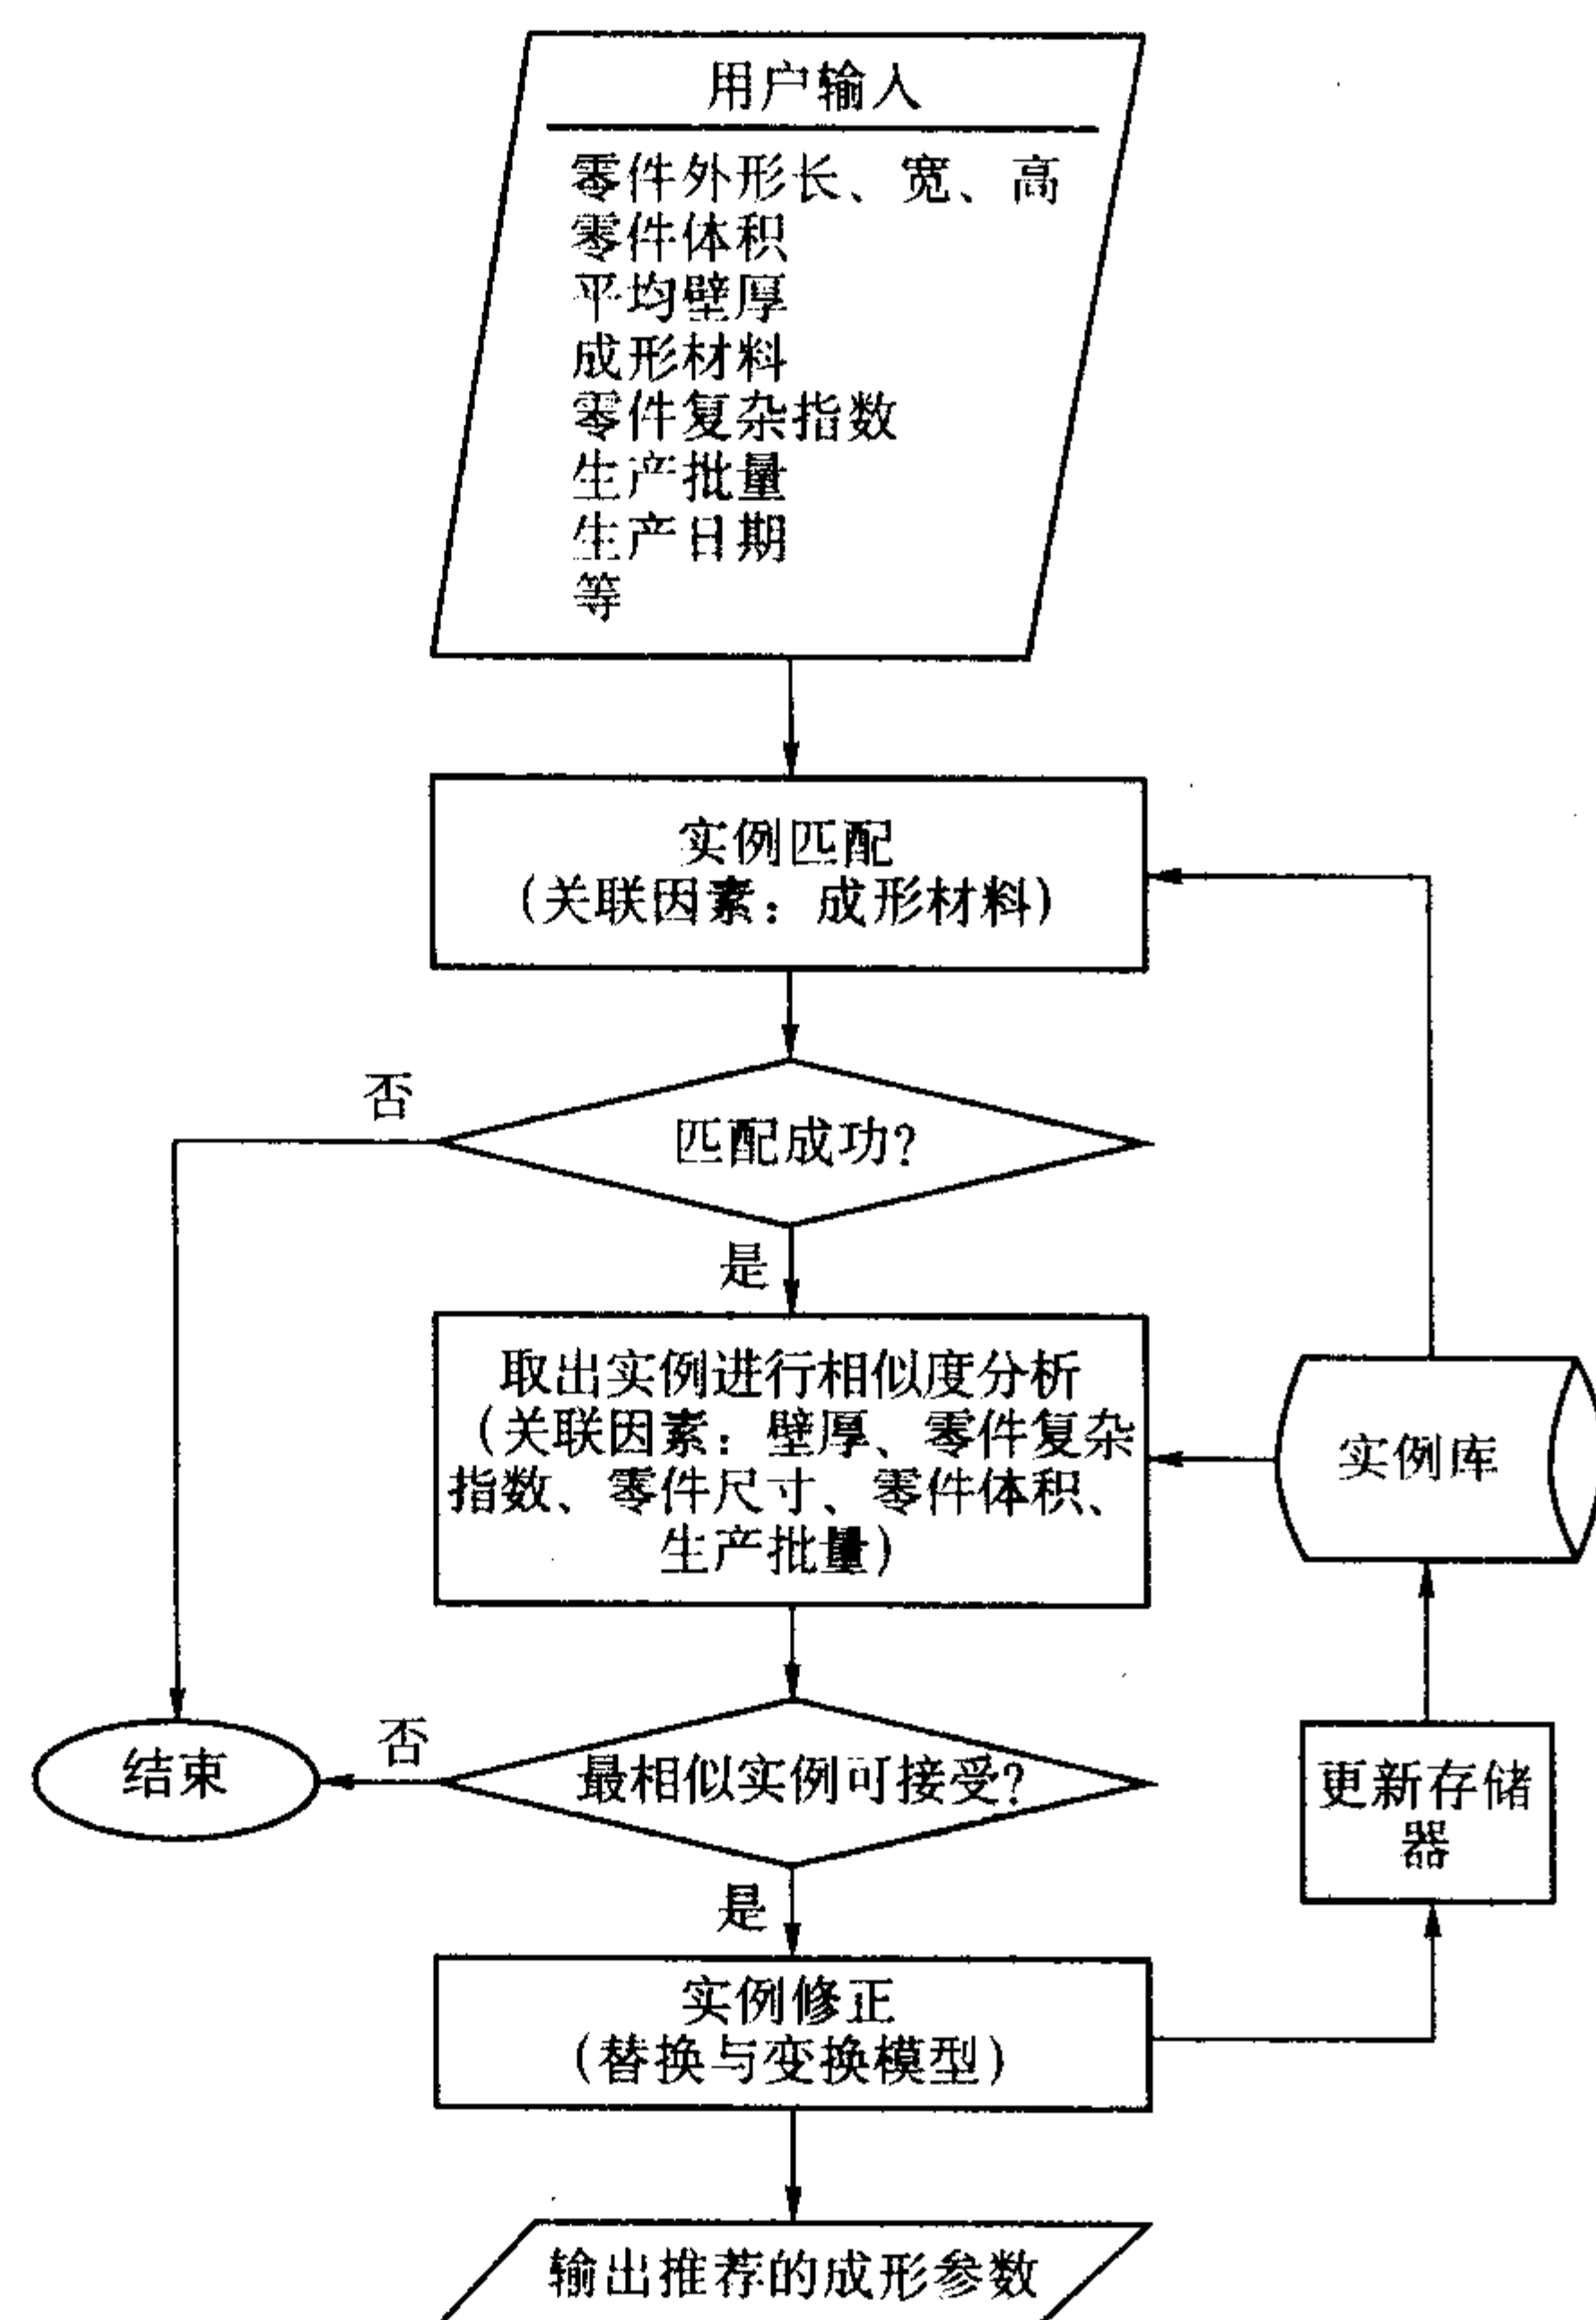 用户输入
零件外形长、宽、高
零件体积
平均壁厚
成形材料
零件复杂指数
生产批量
生产日期
等
实例匹配
(关联因素：成形材料)
否
匹配成功?
是
取出实例进行相似度分析
(关联因素：壁厚、零件复杂
指数、零件尺寸、零件体积、
生产批量)
实例库
结束
否
最相似实例可接受?
更新存储
器
是
实例修正
(替换与变换模型)
输出推荐的成形参数